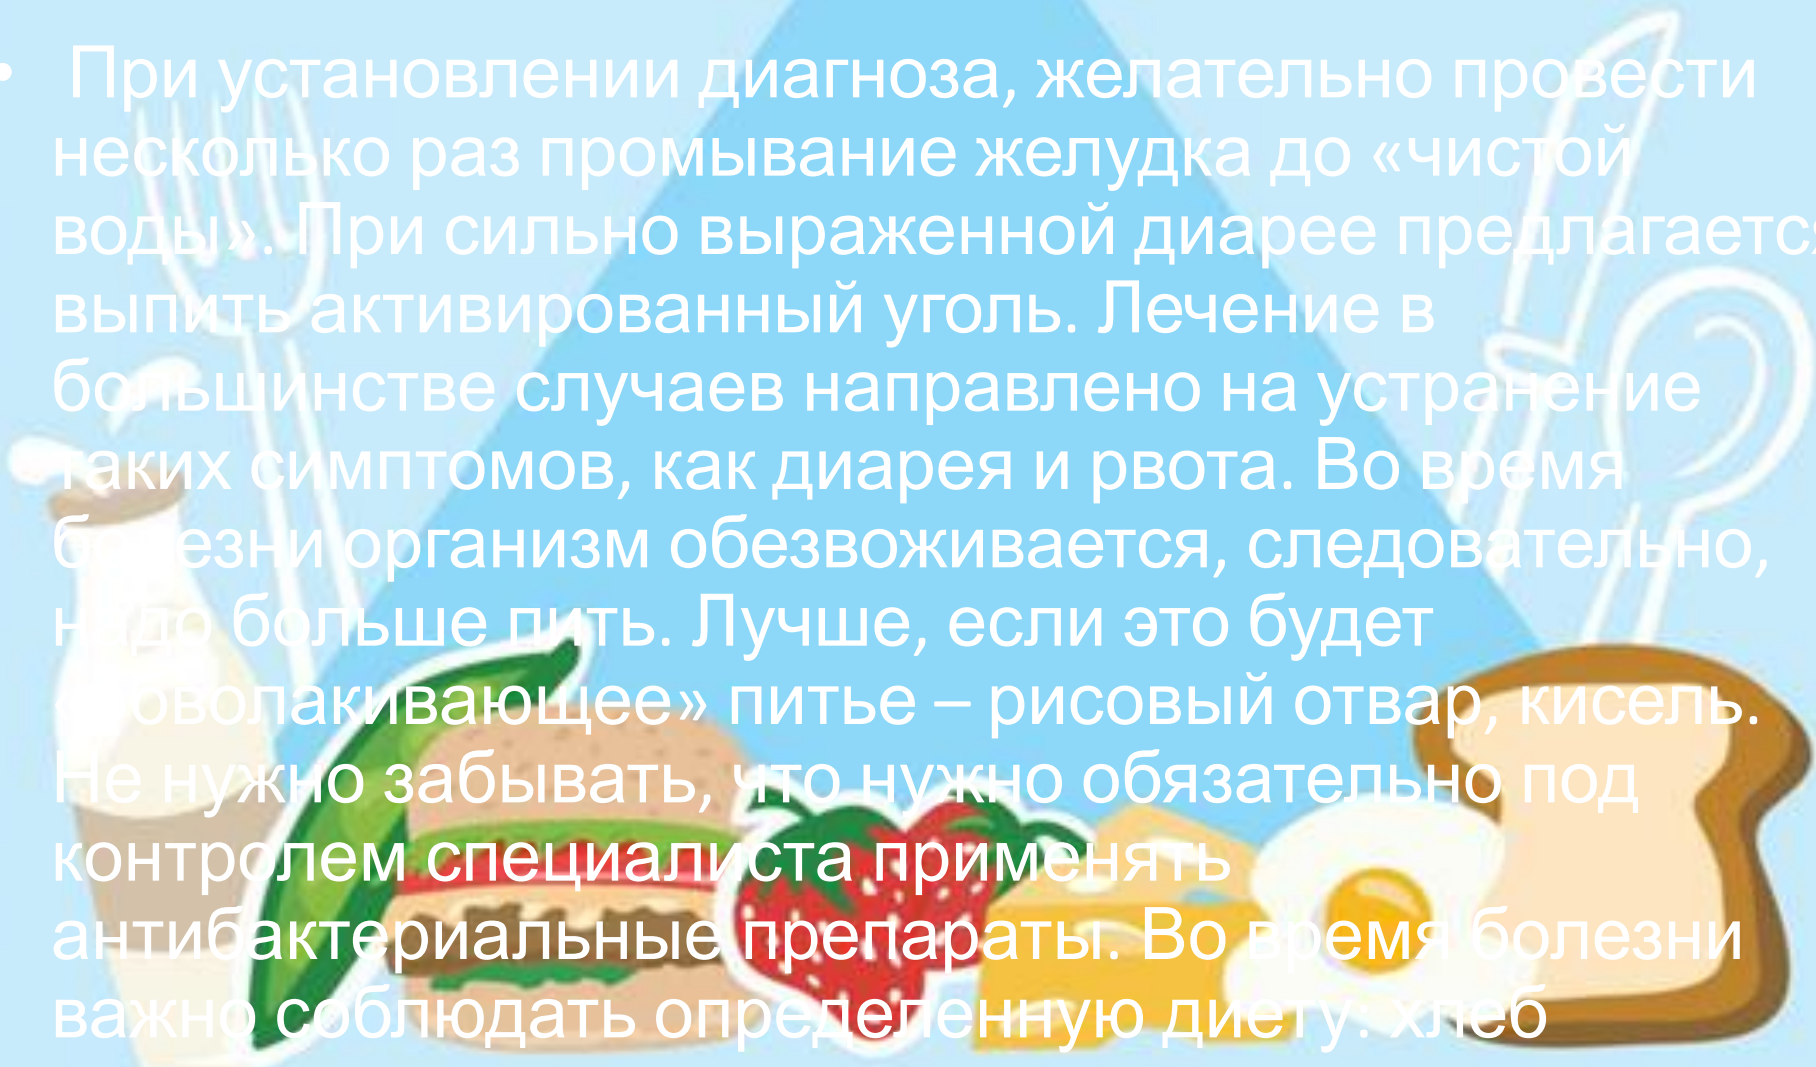 • При установлении диагноза, желательно провести
несколько раз промывание желудка до «чистой
воды». При сильно выраженной диарее предлагается
выпить активированный уголь. Лечение в
большинстве случаев направлено на устранение
таких симптомов, как диарея и рвота. Во время
болезни организм обезвоживается, следовательно,
надо больше пить. Лучше, если это будет
«обволакивающее» питье – рисовый отвар, кисель.
Не нужно забывать, что нужно обязательно под
контролем специалиста применять
антибактериальные препараты. Во время болезни
важно соблюдать определенную диету: хлеб